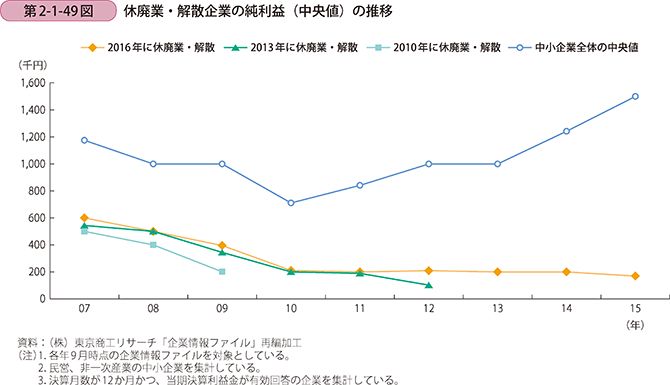 第2-1-49図 休廃業・解散企業の純利益（中央値）の推移
2016年に休廃業・解散 2013年に休廃業・解散 2010年に休廃業・解散 中小企業全体の中央値
（千円）
1,600
1,400
1,200
1,000
800
600
400
200
0
07 08 09 10 11 12 13 14 15
（年）
資料：（株）東京商工リサーチ「企業情報ファイル」再編加工
（注）1. 各年9月時点の企業情報ファイルを対象としている。
2. 民営、非一次産業の中小企業を集計している。
3. 決算月数が12か月かつ、当期決算利益金が有効回答の企業を集計している。